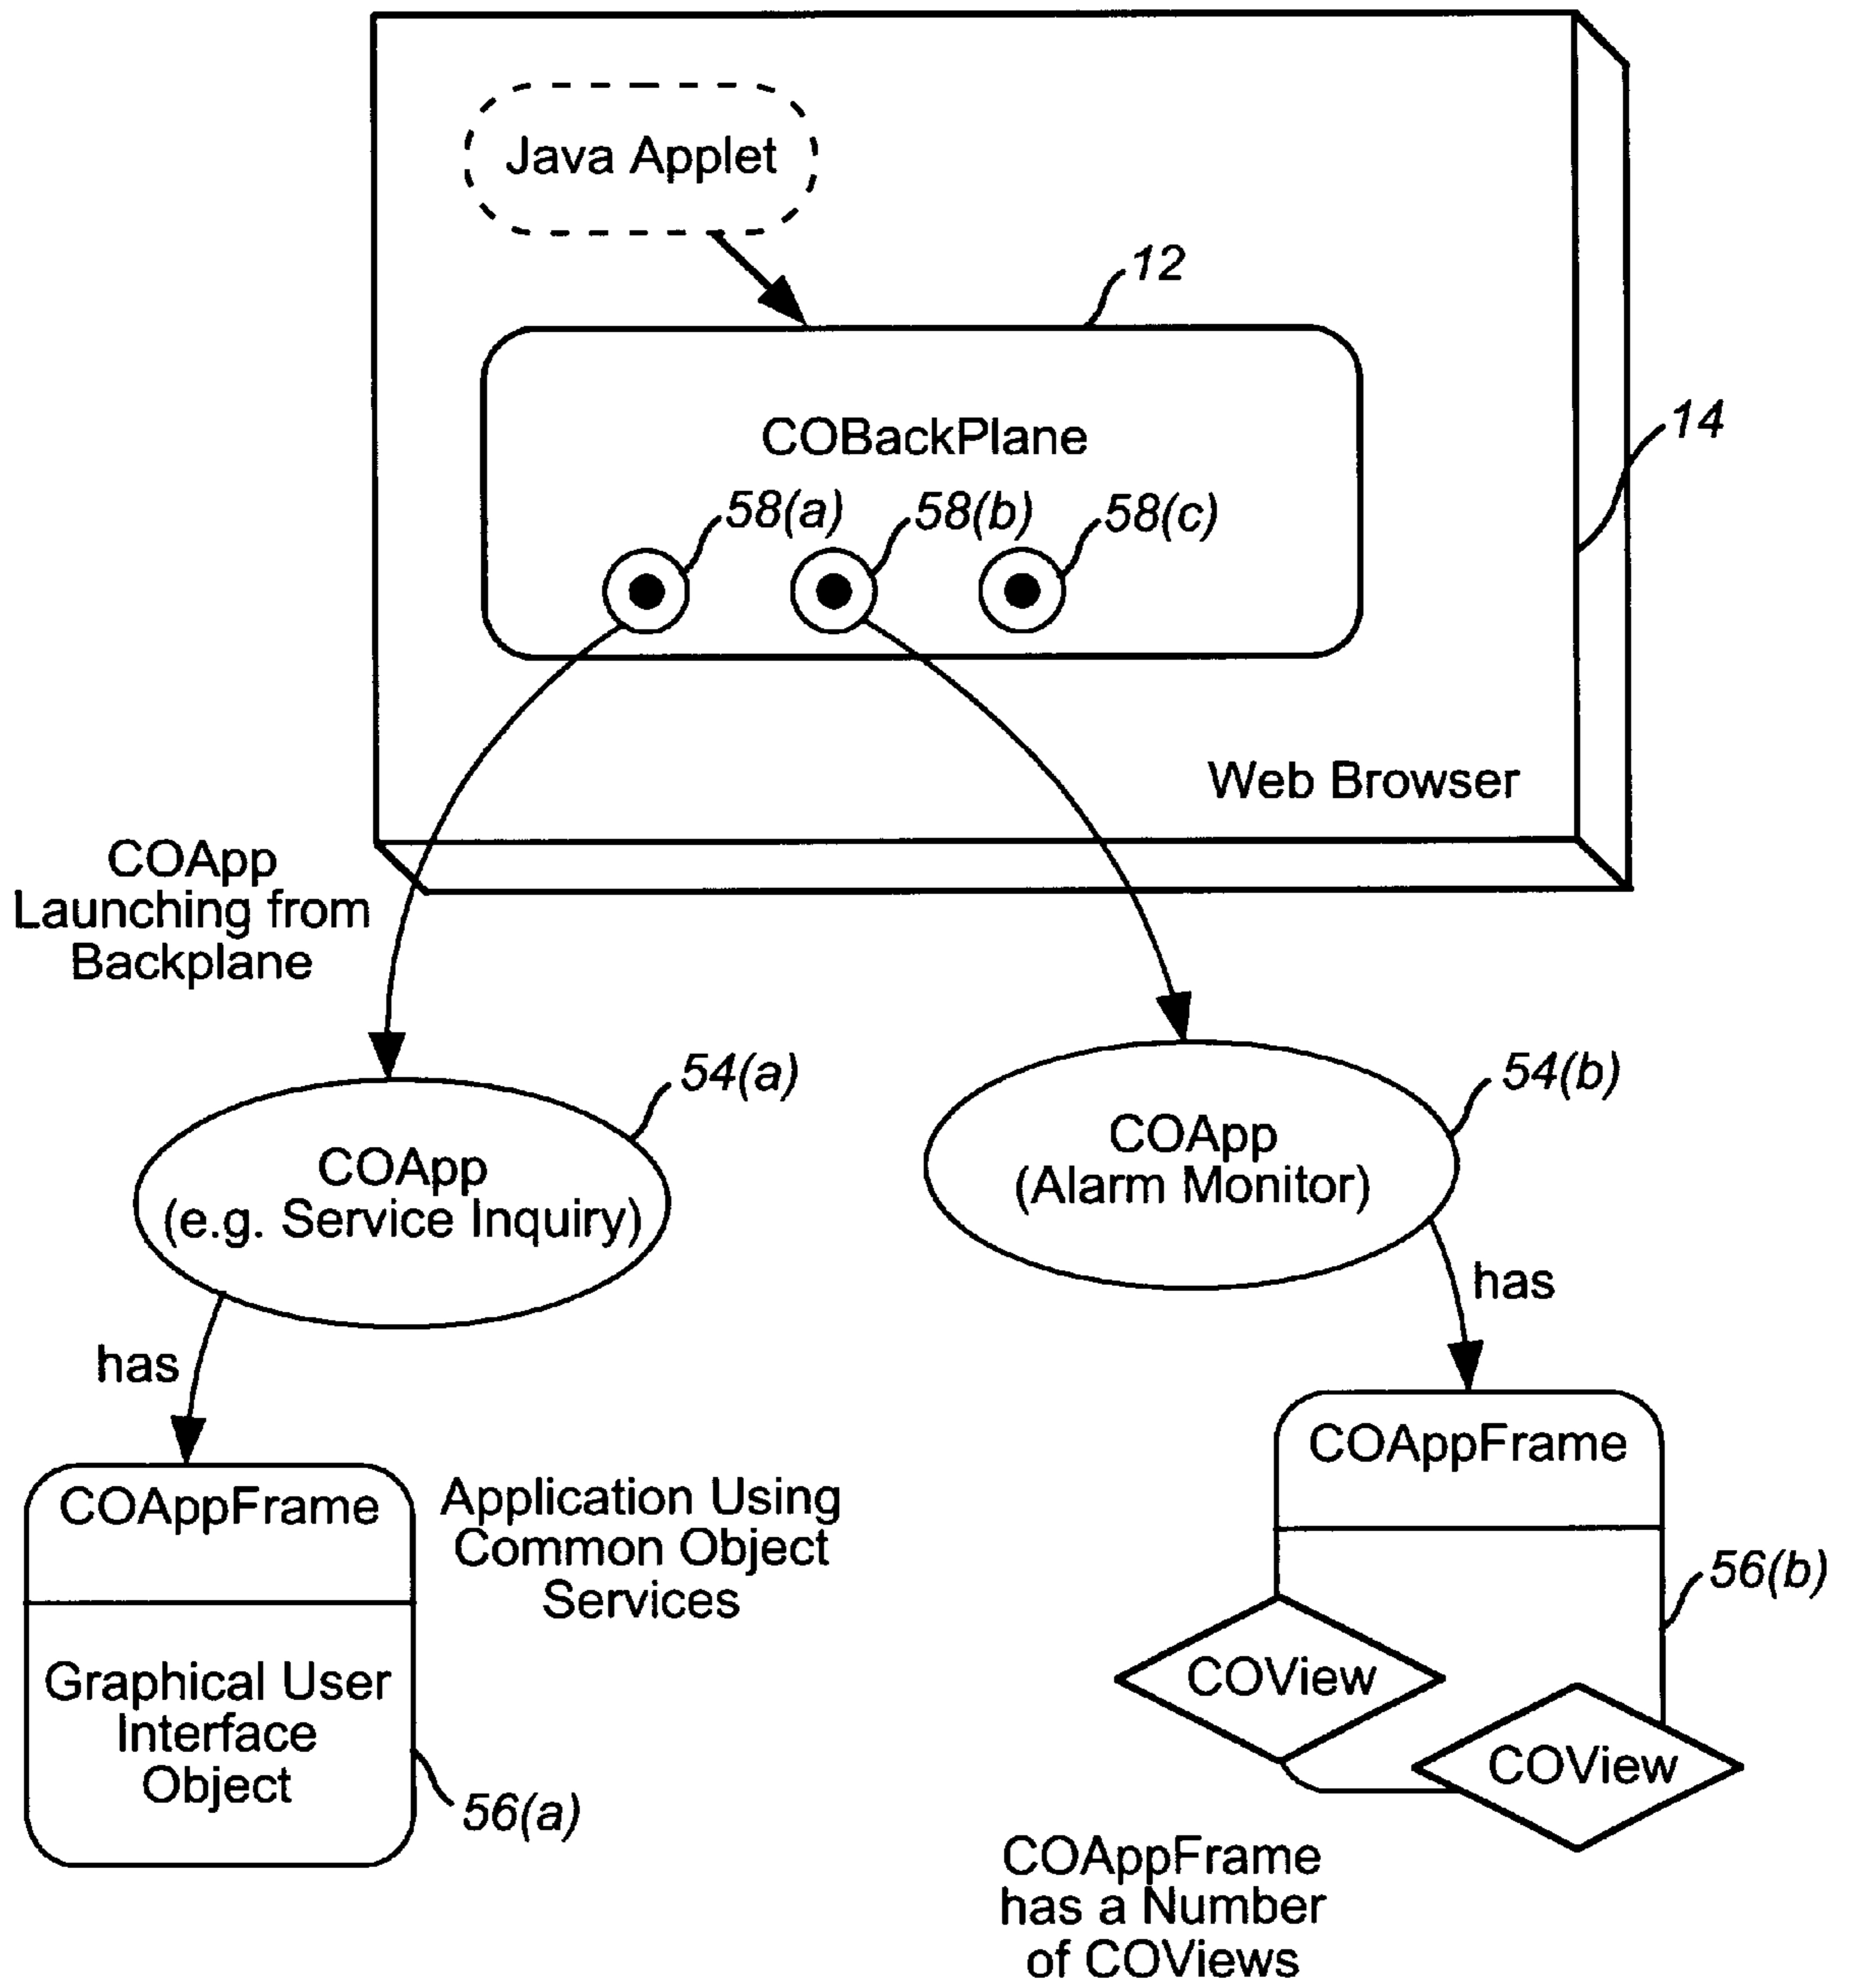 Java Applet
12
COBackPlane
14
58(a)
58(b)
58(c)
Web Browser
COApp
Launching from
Backplane
54(a)
54(b)
COApp
(e.g. Service Inquiry)
COApp
(Alarm Monitor)
has
has
COAppFrame
Application Using
Common Object
Services
Graphical User
Interface
Object
56(a)
COAppFrame
56(b)
COView
COView
COAppFrame
has a Number
of COViews